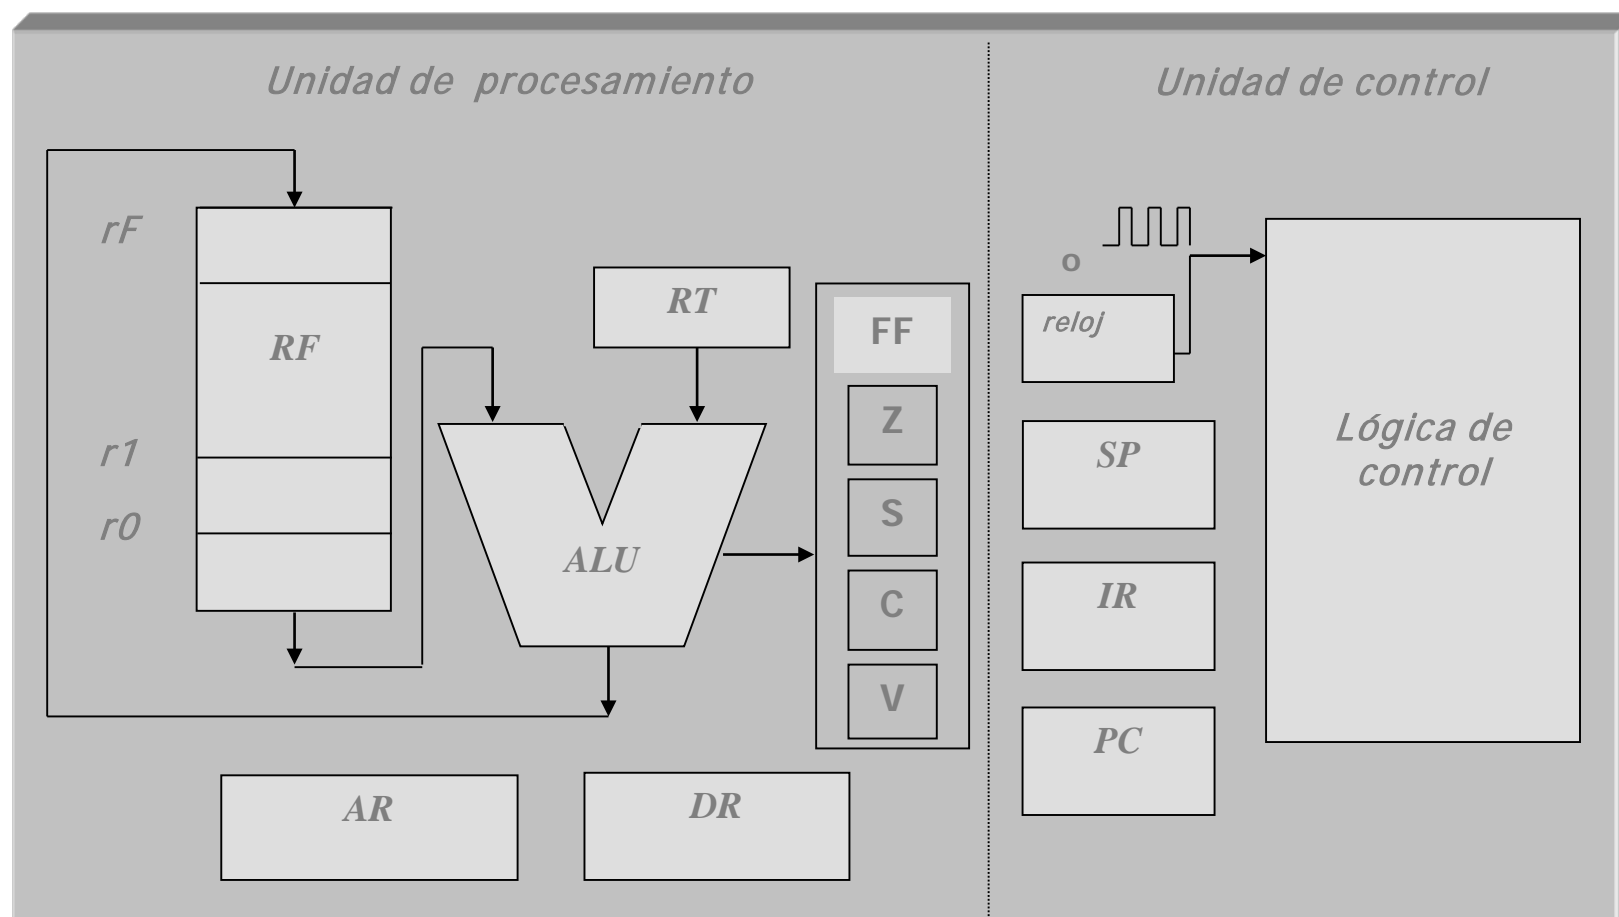 Unidad de procesamiento
Unidad de control
rF
RF
r1
r0
RT
ALU
FF
Z
S
C
V
AR
DR
o
reloj
SP
IR
PC
Lógica de
control